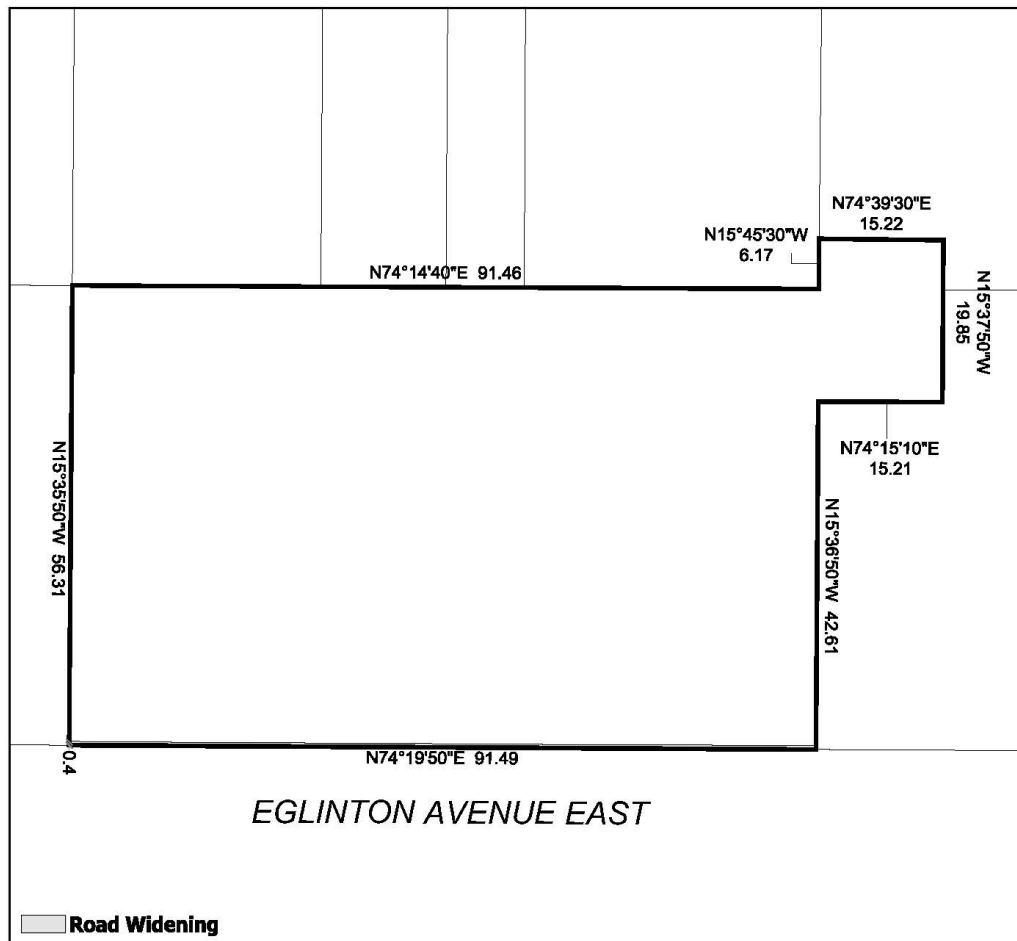 N74°39'30"E
15.22
N15°45'30"W
6.17
N74°14'40"E 91.46
N15°37'50"W
19.85
N74°15'10"E
15.21
N15°35'50"W 56.31
N15°36'50"W 42.61
0.4
N74°19'50"E 91.49
EGLINTON AVENUE EAST
Road Widening